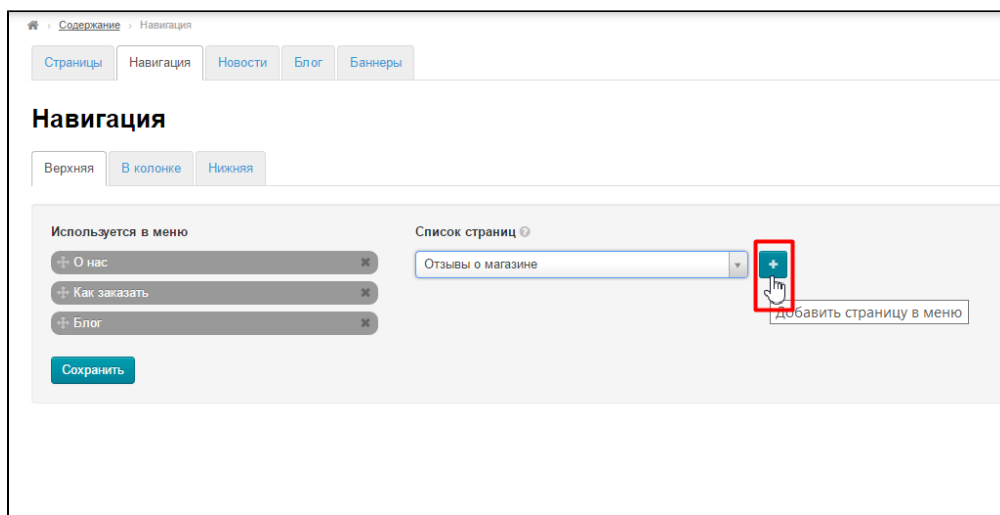 Содержание › Навигация
Страницы Навигация Новости Блог Баннеры
Навигация
Верхняя В колонке Нижняя
Используется в меню
О нас
Как заказать
Блог
Сохранить
Список страниц ?
Отзывы о магазине
+
Добавить страницу в меню